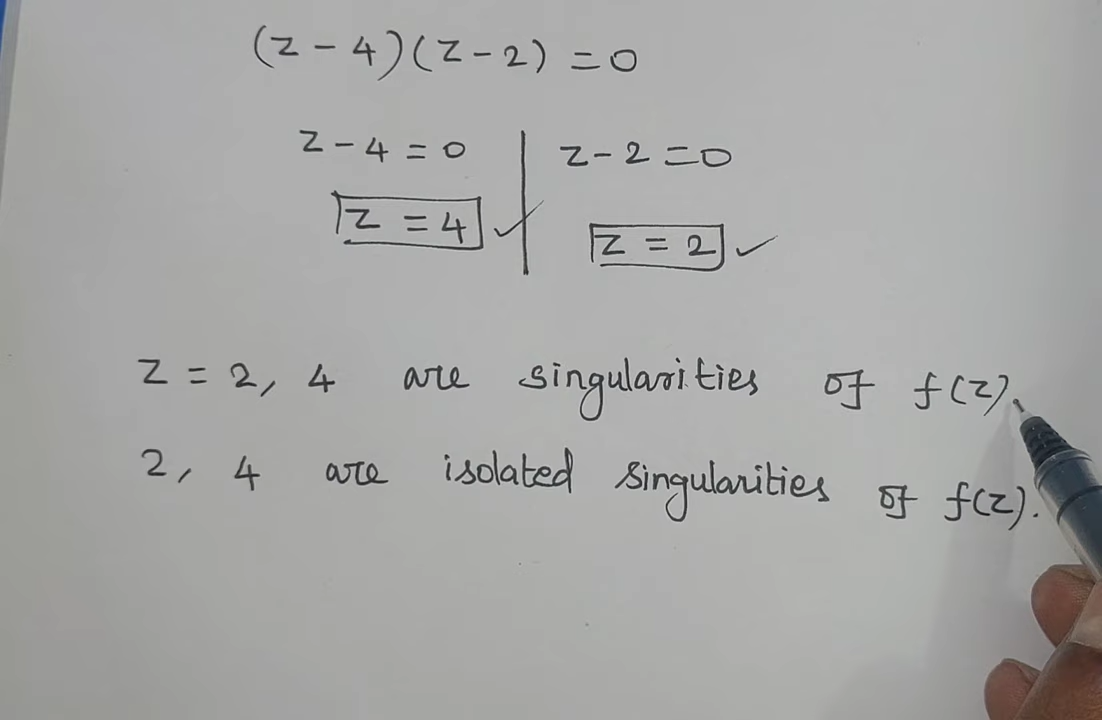 (z - 4)(z - 2) = 0
z - 4 = 0 | z - 2 = 0
z = 4 ✓ | z = 2 ✓
z = 2, 4 are singularities of f(z).
2, 4 are isolated singularities of f(z).